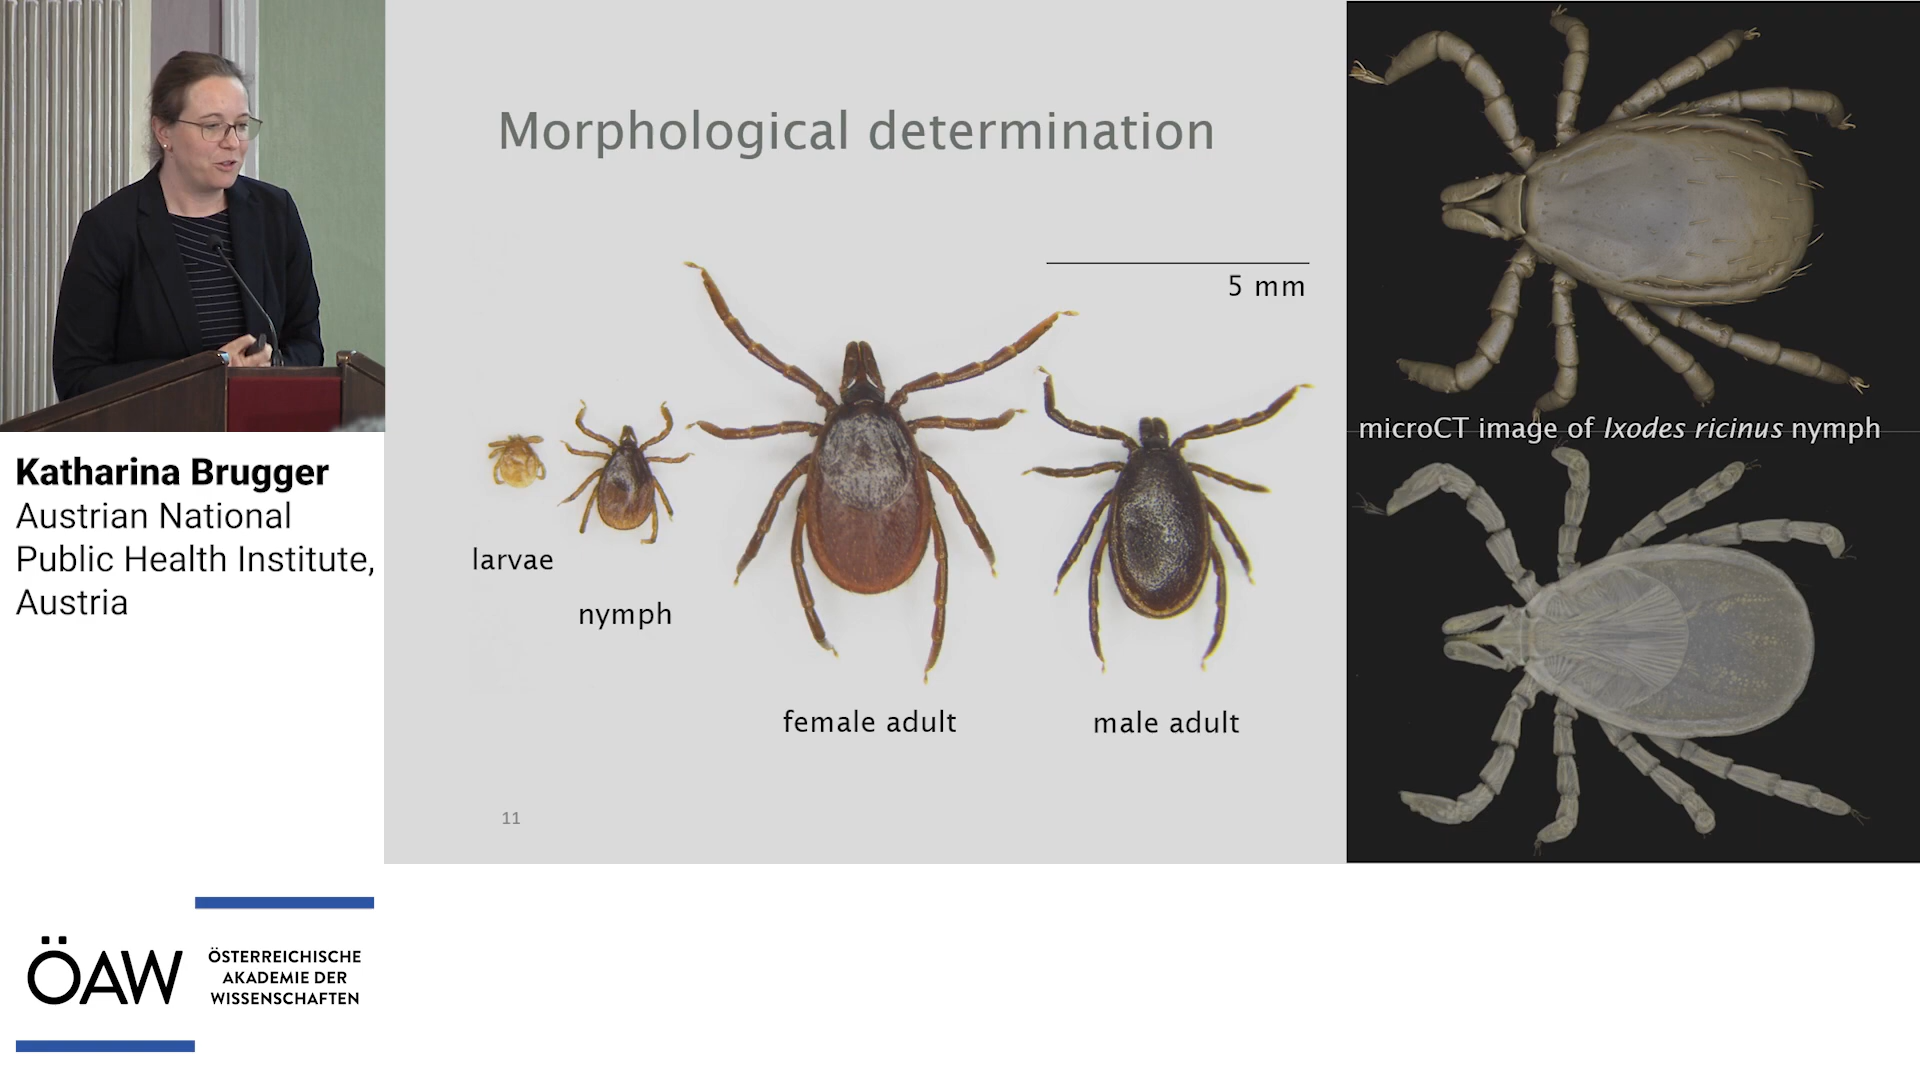 Morphological determination
5 mm
larvae
nymph
female adult
male adult
11
microCT image of Ixodes ricinus nymph
Katharina Brugger
Austrian National
Public Health Institute,
Austria
ÖAW
ÖSTERREICHISCHE
AKADEMIE DER
WISSENSCHAFTEN